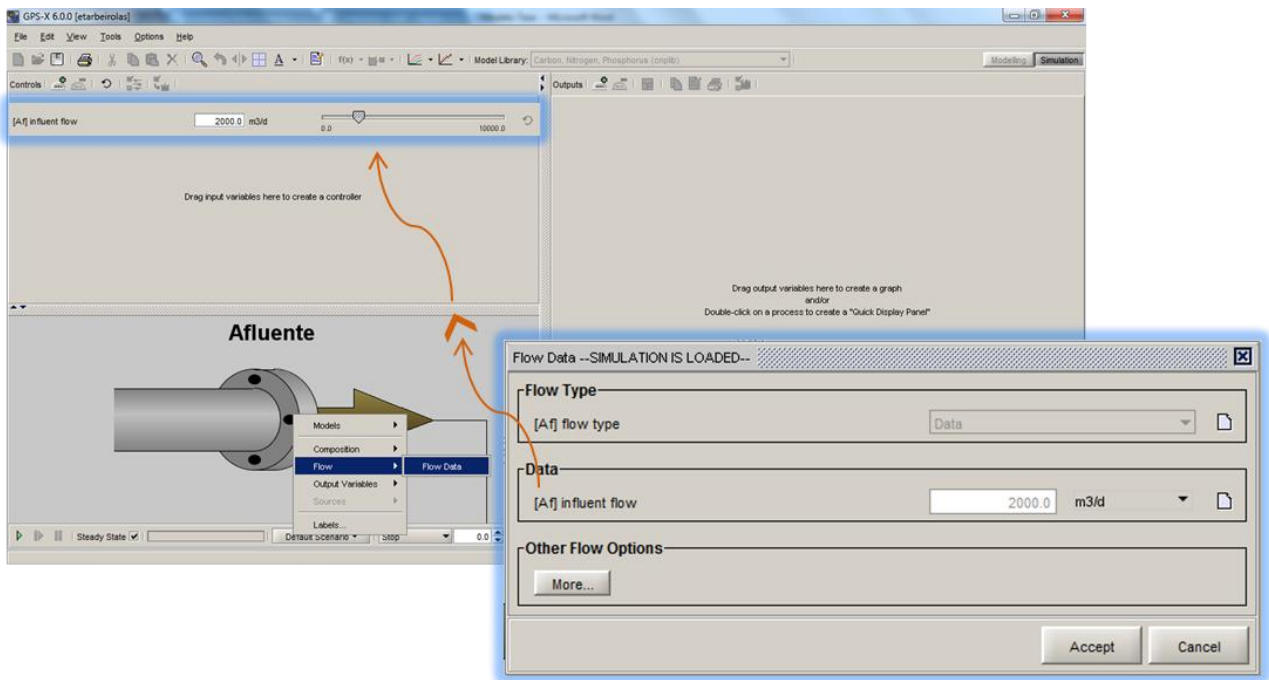 GPS-X 6.0.0 [etarbeirolas]
File Edit View Tools Options Help
f(x) Model Library: Carbon, Nitrogen, Phosphorus (cnplib) Modelling Simulation
Controls
Outputs
[Af] influent flow 2000.0 m3/d 0.0 10000.0
Drag input variables here to create a controller
Drag output variables here to create a graph
and/or
Double-click on a process to create a "Quick Display Panel"
Afluente
Models
Composition
Flow Flow Data
Output Variables
Sources
Labels...
Steady State Default Scenario Stop 0.0
Flow Data --SIMULATION IS LOADED--
Flow Type
[Af] flow type Data
Data
[Af] influent flow 2000.0 m3/d
Other Flow Options
More...
Accept Cancel